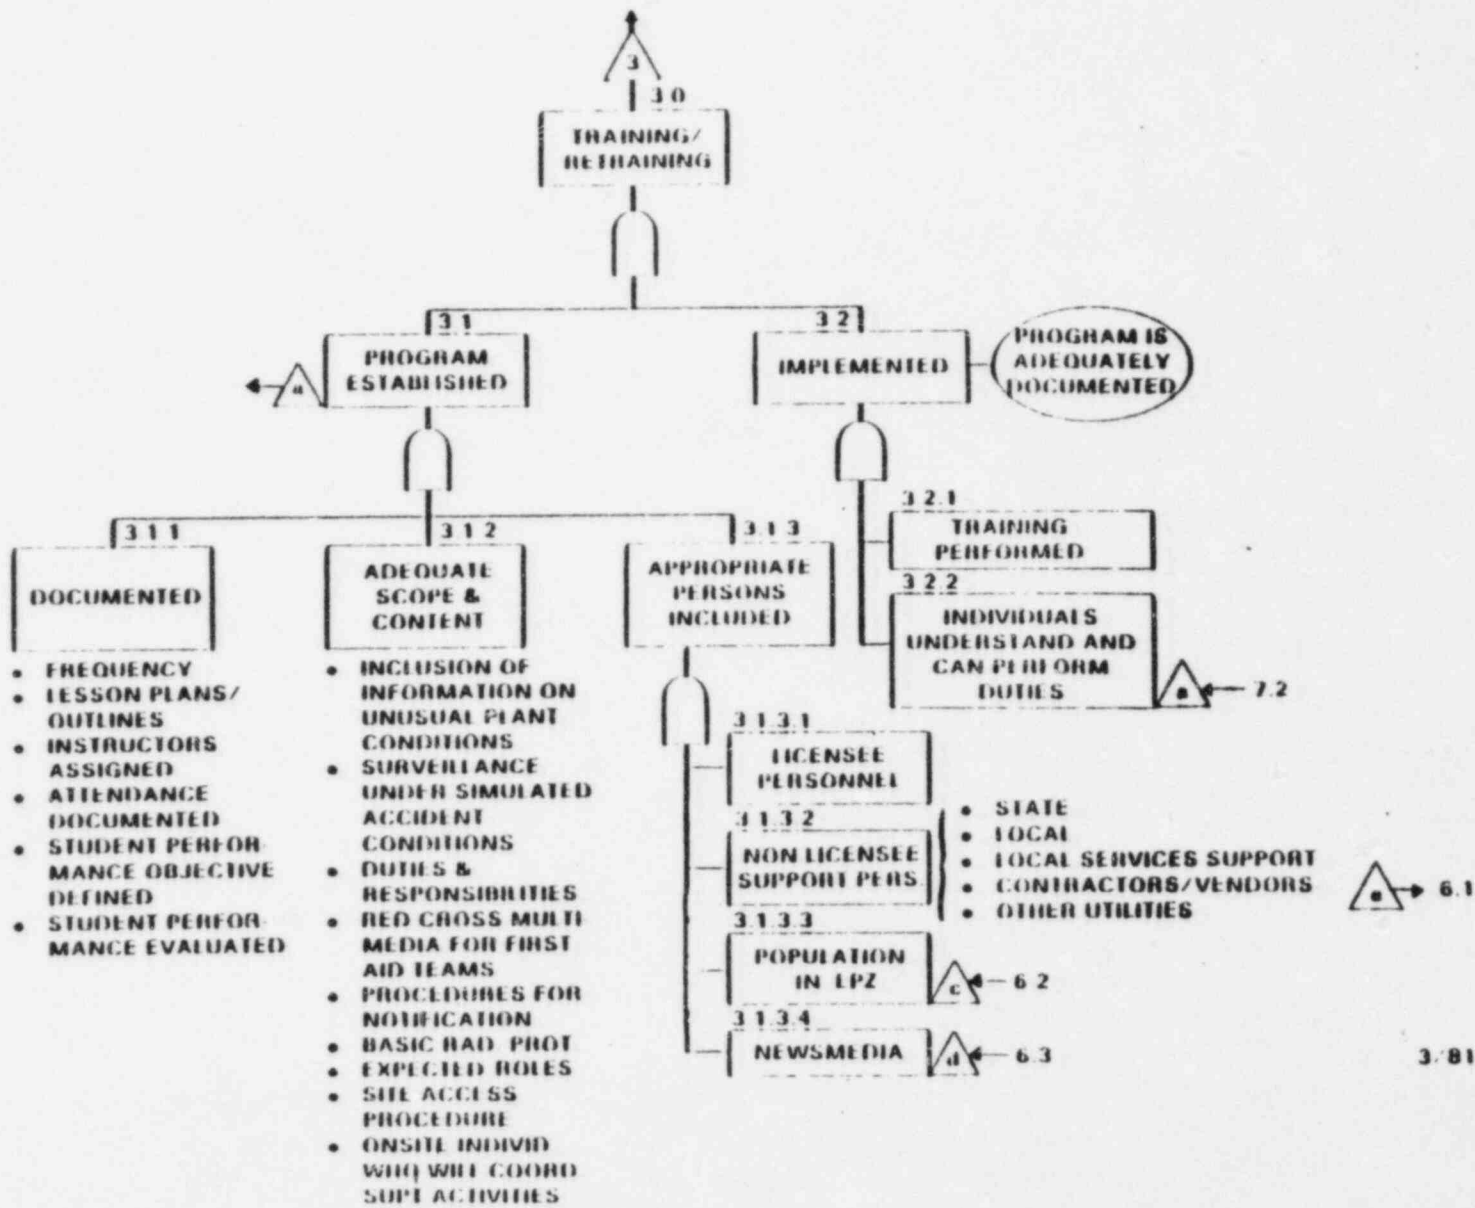 3
3 0
TRAINING/
RETRAINING
3 1
PROGRAM
ESTABLISHED
a
3 2
IMPLEMENTED
PROGRAM IS
ADEQUATELY
DOCUMENTED
3 1 1
DOCUMENTED
• FREQUENCY
• LESSON PLANS/
OUTLINES
• INSTRUCTORS
ASSIGNED
• ATTENDANCE
DOCUMENTED
• STUDENT PERFOR
MANCE OBJECTIVE
DEFINED
• STUDENT PERFOR
MANCE EVALUATED
3 1 2
ADEQUATE
SCOPE &
CONTENT
• INCLUSION OF
INFORMATION ON
UNUSUAL PLANT
CONDITIONS
• SURVEILLANCE
UNDER SIMULATED
ACCIDENT
CONDITIONS
• DUTIES &
RESPONSIBILITIES
• RED CROSS MULTI
MEDIA FOR FIRST
AID TEAMS
• PROCEDURES FOR
NOTIFICATION
• BASIC RAD. PROT
• EXPECTED ROLES
• SITE ACCESS
PROCEDURE
• ONSITE INDIVID
WHO WILL COORD
SUPT ACTIVITIES
3.1.3
APPROPRIATE
PERSONS
INCLUDED
3 1.3.1
LICENSEE
PERSONNEL
3 1.3 2
NON LICENSEE
SUPPORT PERS.
• STATE
• LOCAL
• LOCAL SERVICES SUPPORT
• CONTRACTORS/VENDORS
• OTHER UTILITIES
6.1
3.1.3.3
POPULATION
IN EPZ
c
6 2
3 1.3.4
NEWSMEDIA
d
6 3
3 2.1
TRAINING
PERFORMED
3.2.2
INDIVIDUALS
UNDERSTAND AND
CAN PERFORM
DUTIES
7.2
3/81